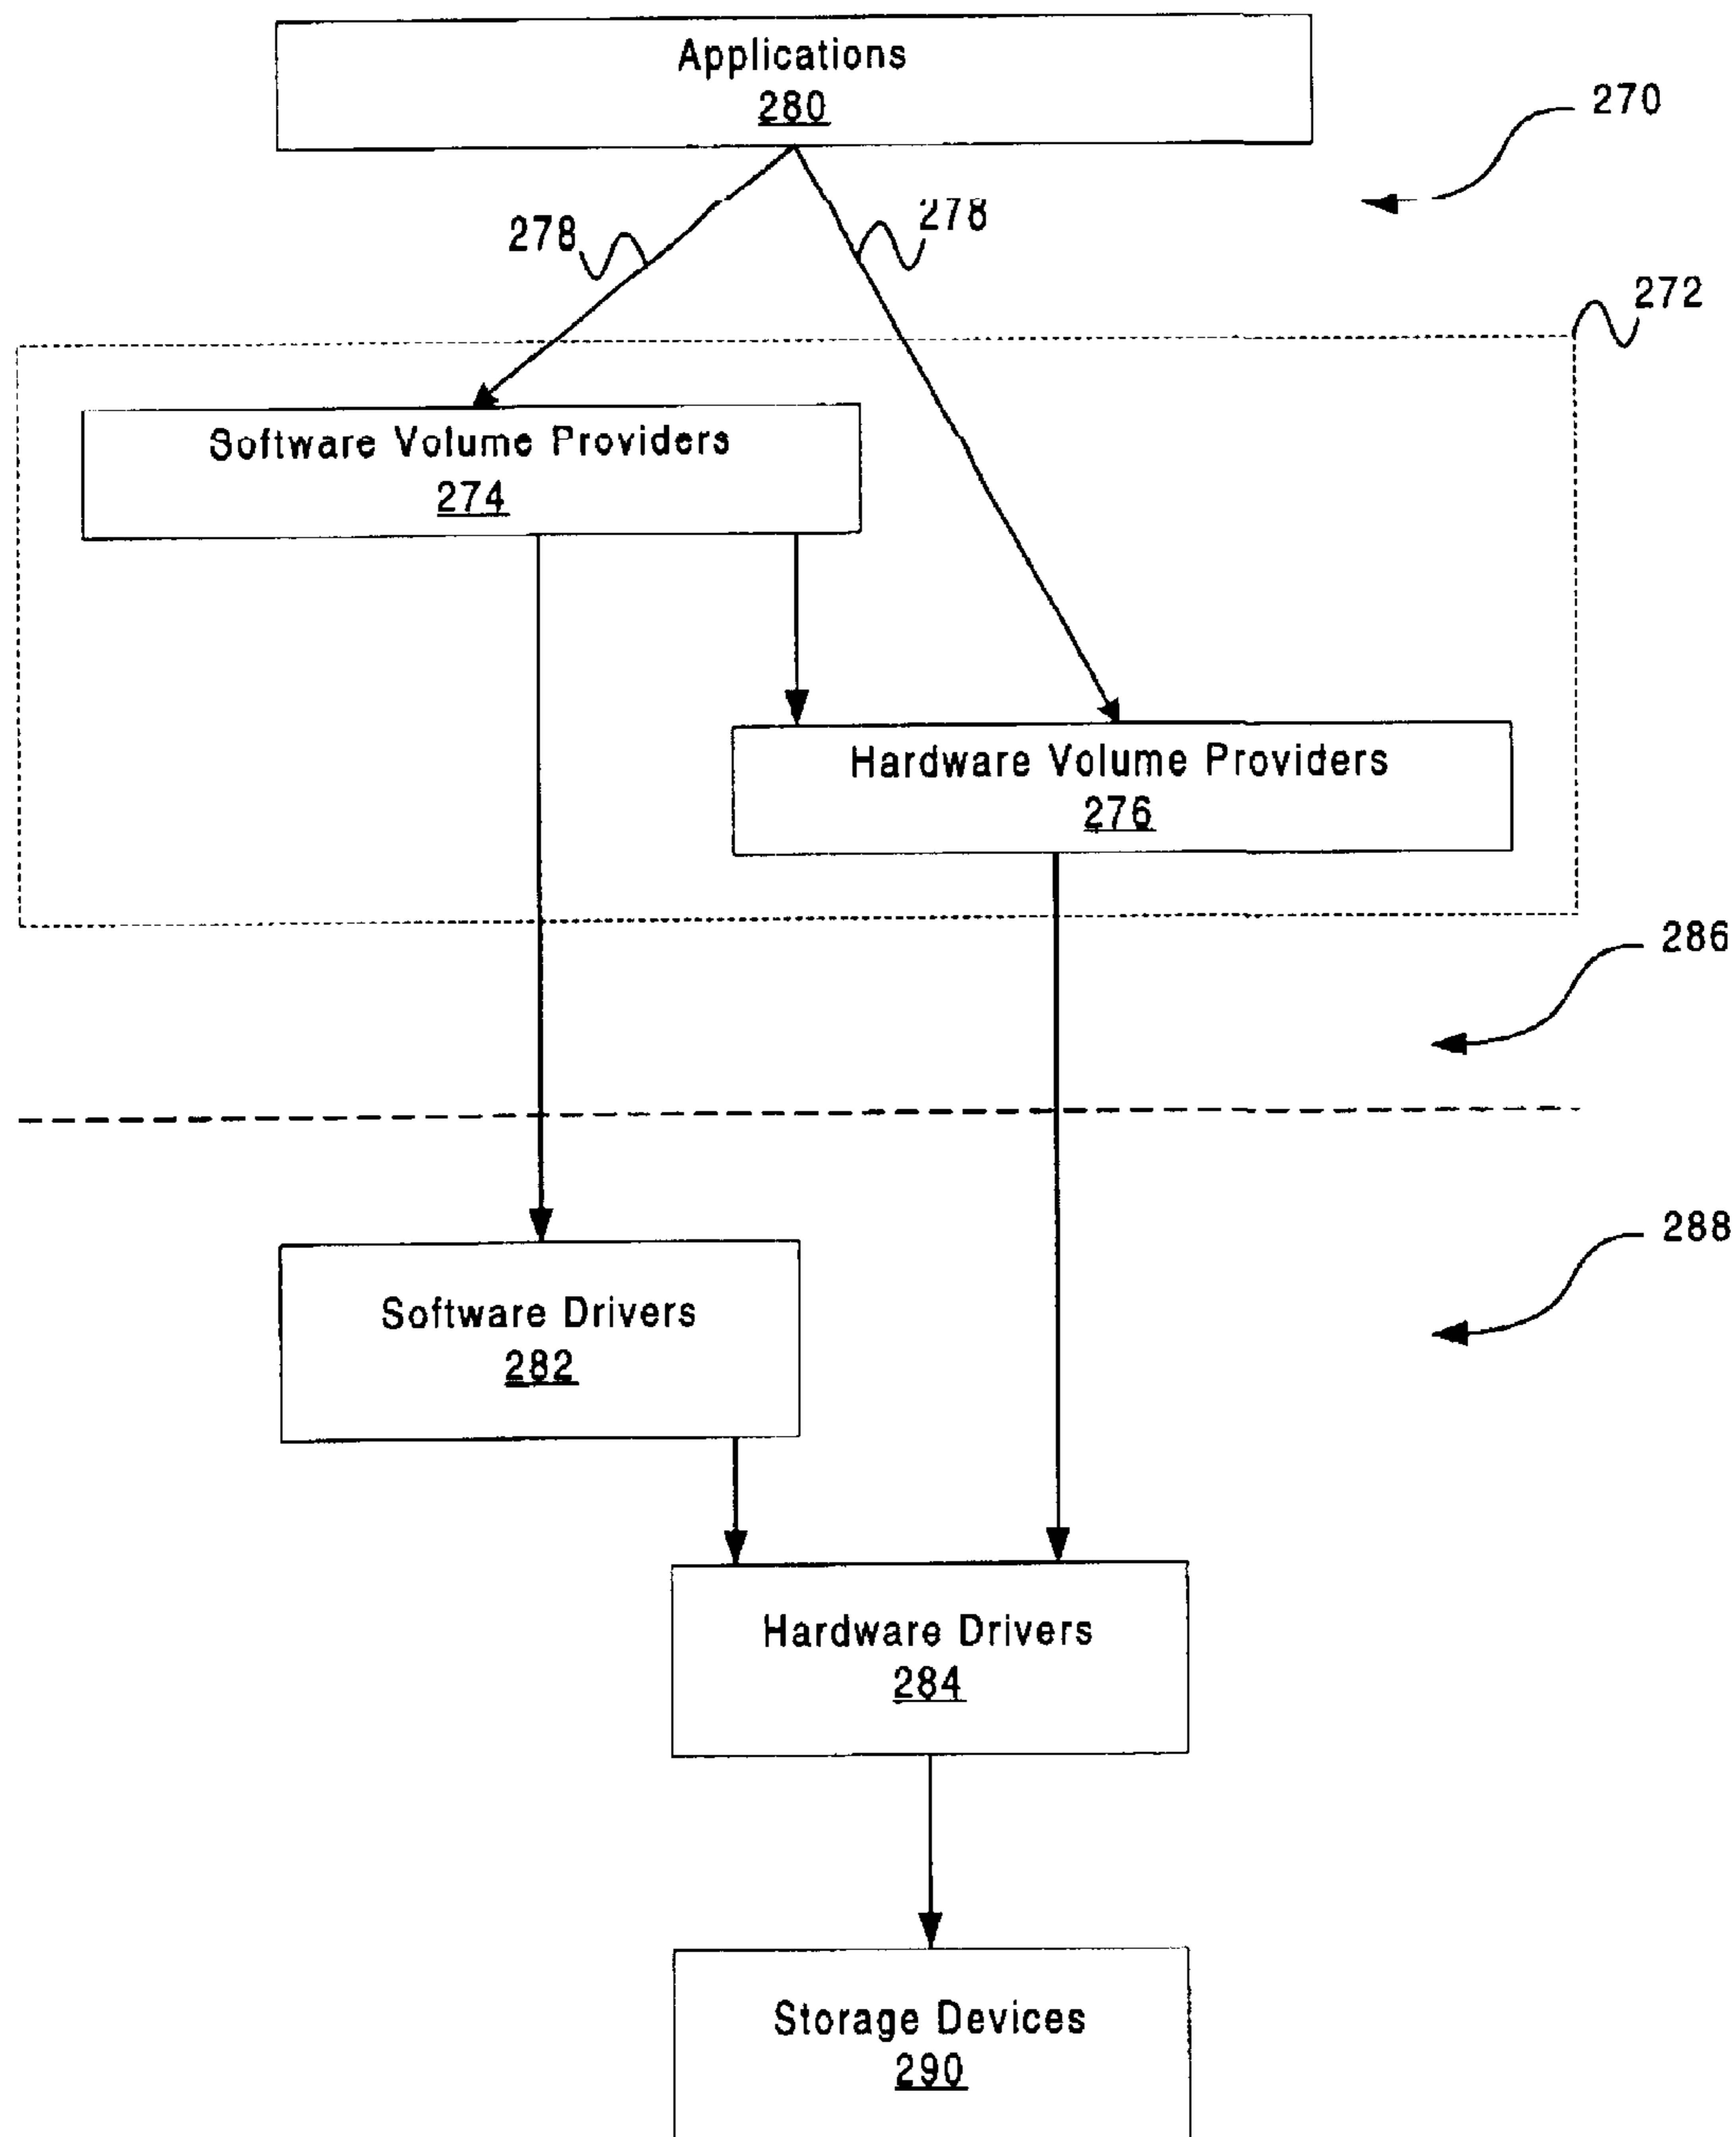 Applications
280
270
278
278
272
Software Volume Providers
274
Hardware Volume Providers
276
286
288
Software Drivers
282
Hardware Drivers
284
Storage Devices
290